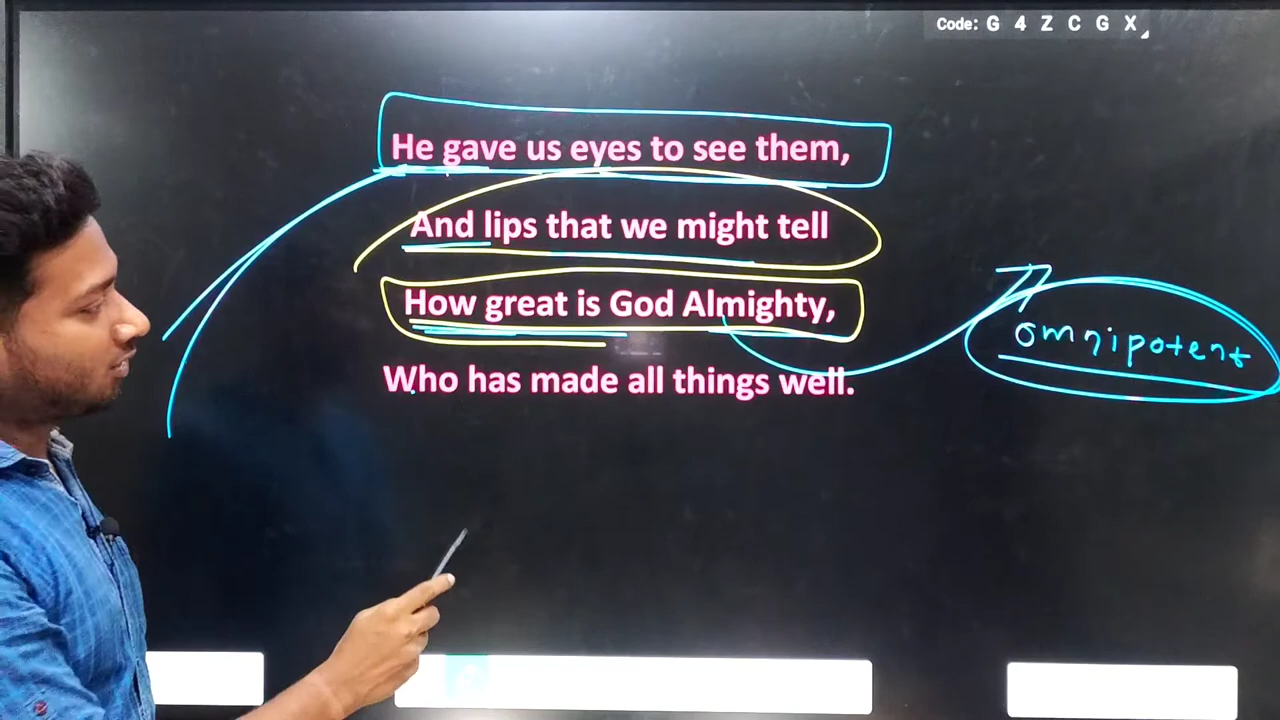 Code: G 4 Z C G X
He gave us eyes to see them,
And lips that we might tell
How great is God Almighty,
omnipotent
Who has made all things well.